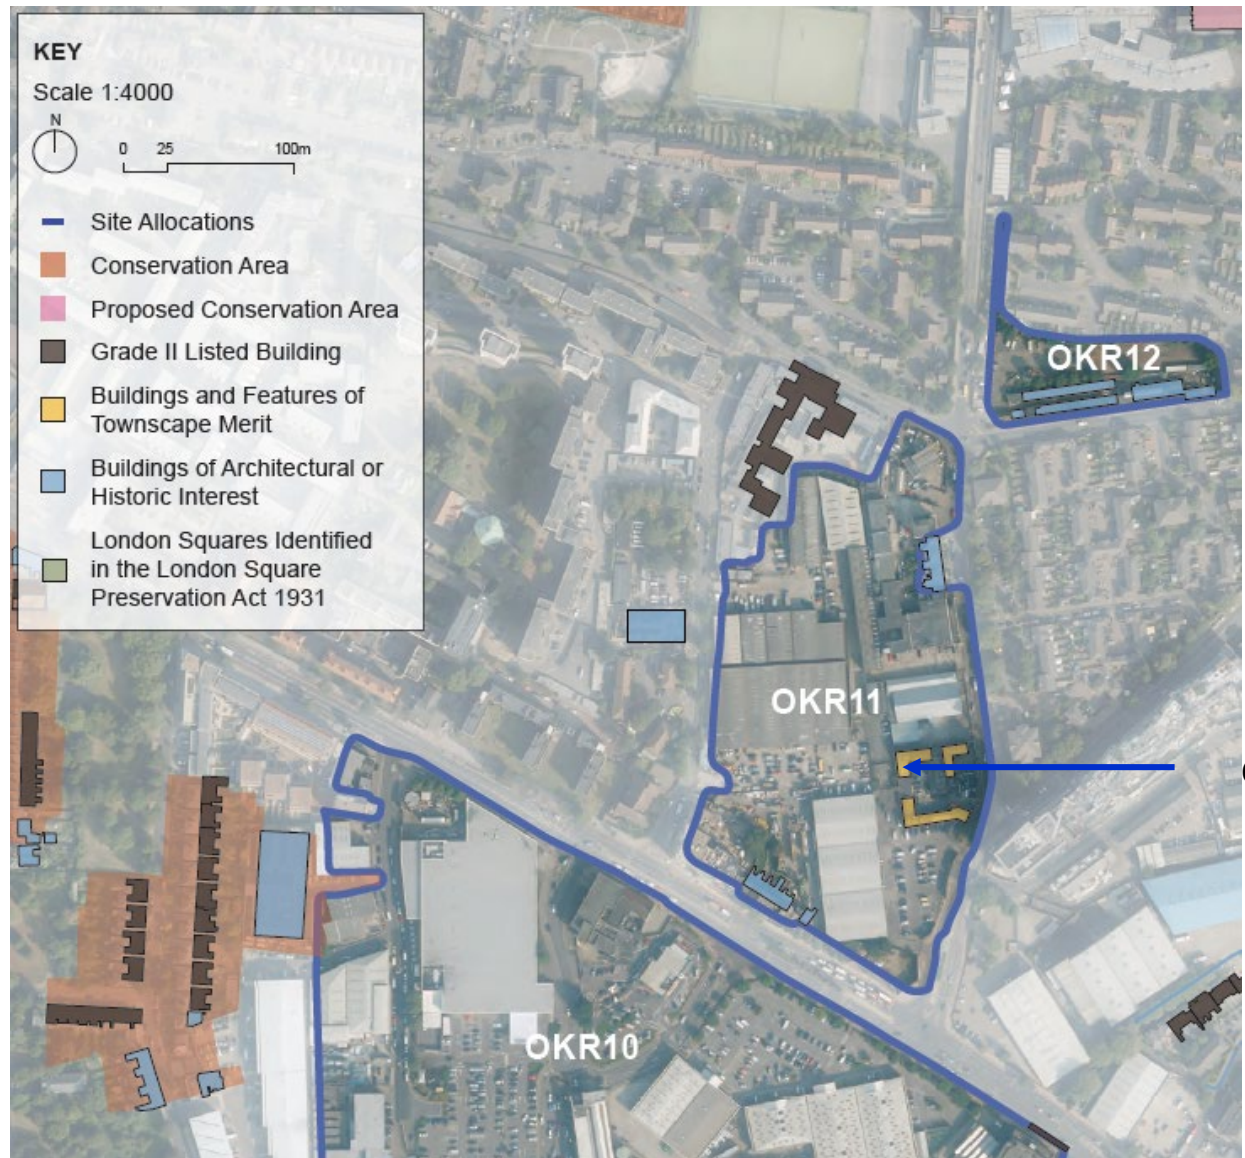 KEY
Scale 1:4000
N
0 25 100m
Site Allocations
Conservation Area
Proposed Conservation Area
Grade II Listed Building
Buildings and Features of
Townscape Merit
Buildings of Architectural or
Historic Interest
London Squares Identified
in the London Square
Preservation Act 1931
OKR12
OKR11
OKR10